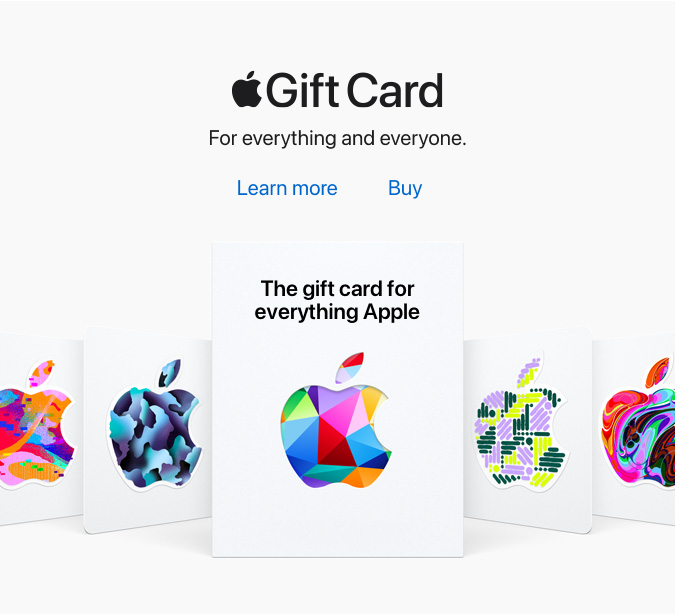 Gift Card
For everything and everyone.
Learn more Buy
The gift card for
everything Apple